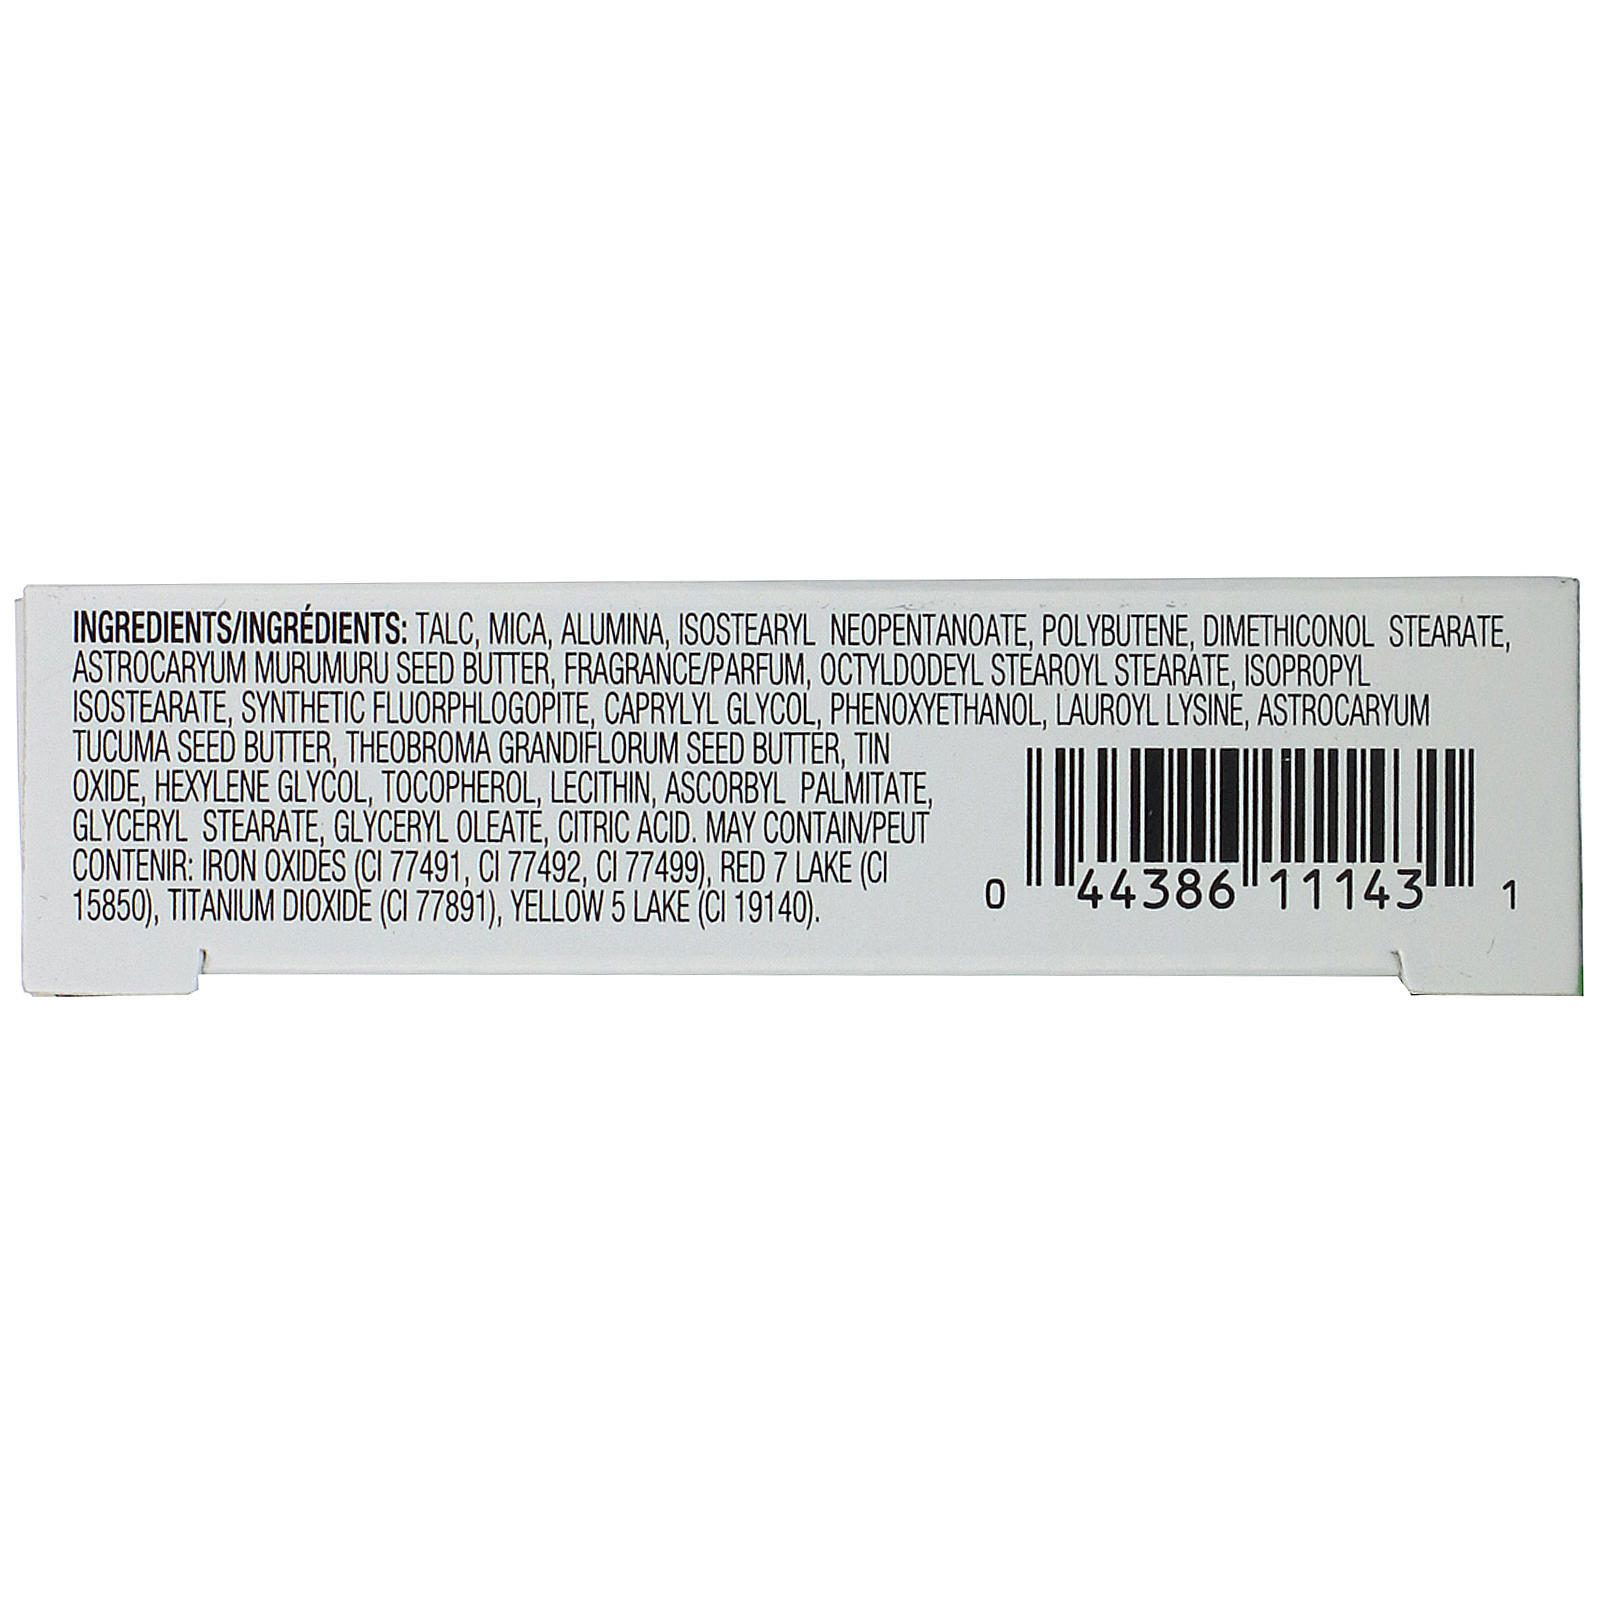 INGREDIENTS/INGRÉDIENTS: TALC, MICA, ALUMINA, ISOSTEARYL NEOPENTANOATE, POLYBUTENE, DIMETHICONOL STEARATE,
ASTROCARYUM MURUMURU SEED BUTTER, FRAGRANCE/PARFUM, OCTYLDODEYL STEAROYL STEARATE, ISOPROPYL
ISOSTEARATE, SYNTHETIC FLUORPHLOGOPITE, CAPRYLYL GLYCOL, PHENOXYETHANOL, LAUROYL LYSINE, ASTROCARYUM
TUCUMA SEED BUTTER, THEOBROMA GRANDIFLORUM SEED BUTTER, TIN
OXIDE, HEXYLENE GLYCOL, TOCOPHEROL, LECITHIN, ASCORBYL PALMITATE,
GLYCERYL STEARATE, GLYCERYL OLEATE, CITRIC ACID. MAY CONTAIN/PEUT
CONTENIR: IRON OXIDES (CI 77491, CI 77492, CI 77499), RED 7 LAKE (CI
15850), TITANIUM DIOXIDE (CI 77891), YELLOW 5 LAKE (CI 19140).
0 44386 11143 1